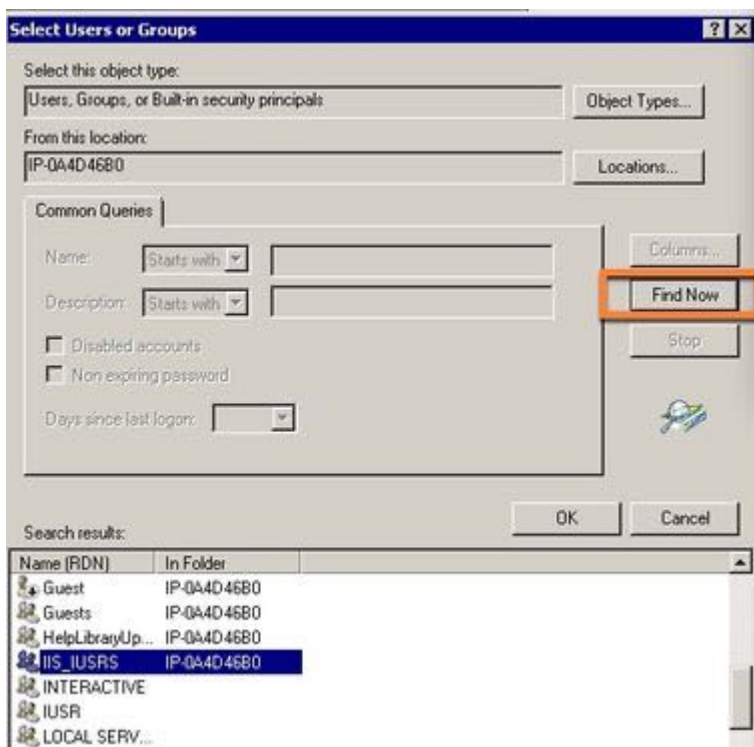 Select Users or Groups
Select this object type:
Users, Groups, or Built-in security principals
Object Types...
From this location:
IP-0A4D46B0
Locations...
Common Queries
Name: Starts with
Columns...
Description: Starts with
Find Now
Disabled accounts
Stop
Non expiring password
Days since last logon:
OK Cancel
Search results:
Name (RDN) In Folder
Guest IP-0A4D46B0
Guests IP-0A4D46B0
HelpLibraryUp... IP-0A4D46B0
IIS_IUSRS IP-0A4D46B0
INTERACTIVE
IUSR
LOCAL SERV...